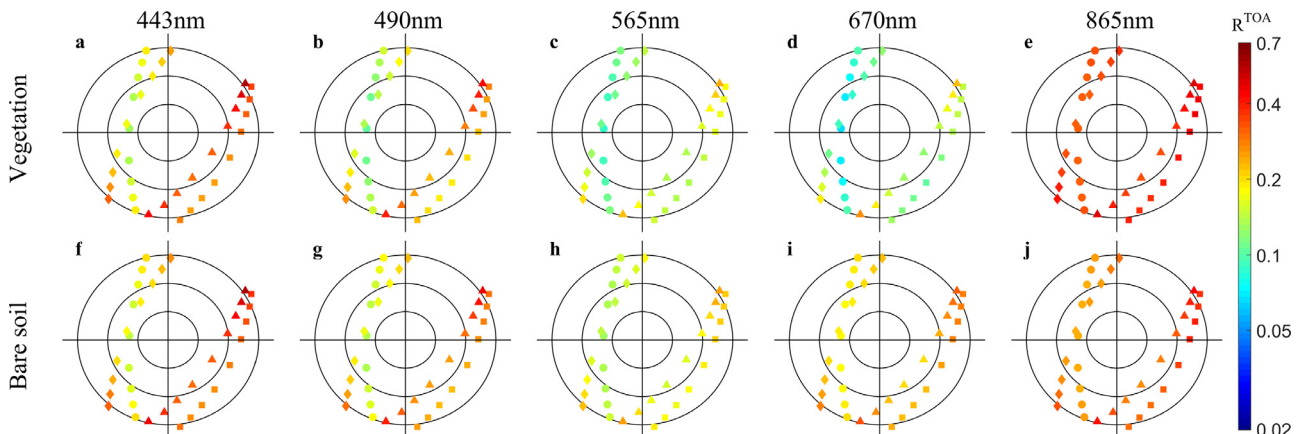 443nm 490nm 565nm 670nm 865nm R^TOA
a b c d e 0.7
Vegetation
0.4
0.2
f g h i j 0.1
Bare soil
0.05
0.02